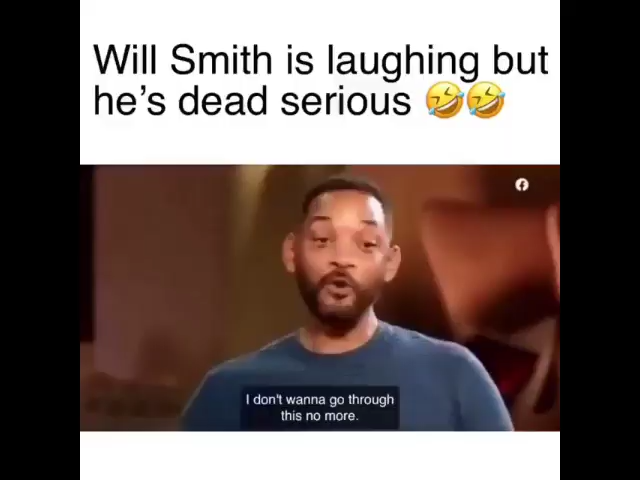 Will Smith is laughing but
he’s dead serious 🤣🤣
I don't wanna go through
this no more.